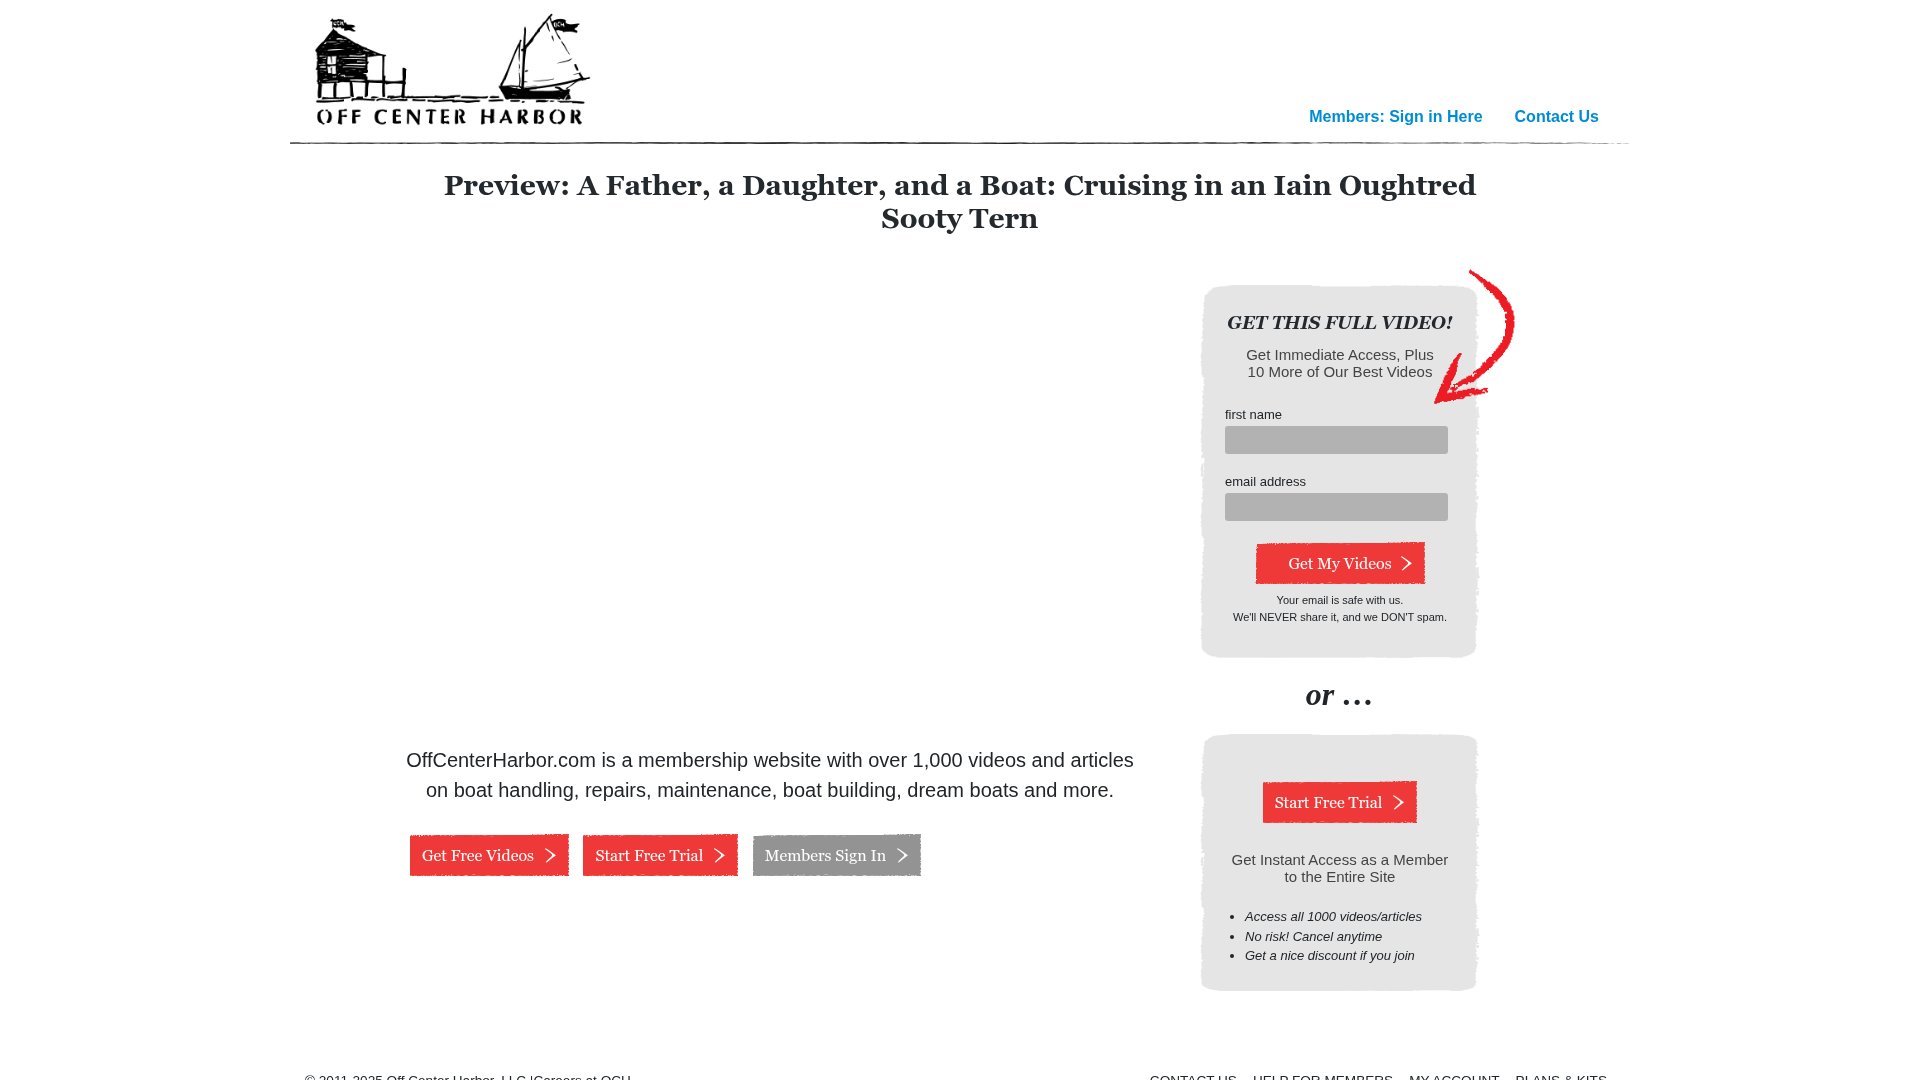 OFF CENTER HARBOR
Members: Sign in Here
Contact Us
Preview: A Father, a Daughter, and a Boat: Cruising in an Iain Oughtred
Sooty Tern
GET THIS FULL VIDEO!
Get Immediate Access, Plus
10 More of Our Best Videos
first name
email address
Get My Videos
Your email is safe with us.
We'll NEVER share it, and we DON'T spam.
or …
OffCenterHarbor.com is a membership website with over 1,000 videos and articles
on boat handling, repairs, maintenance, boat building, dream boats and more.
Get Free Videos
Start Free Trial
Members Sign In
Start Free Trial
Get Instant Access as a Member
to the Entire Site
Access all 1000 videos/articles
No risk! Cancel anytime
Get a nice discount if you join
© 2011-2025 Off Center Harbor, LLC |Careers at OCH
CONTACT US
HELP FOR MEMBERS
MY ACCOUNT
PLANS & KITS